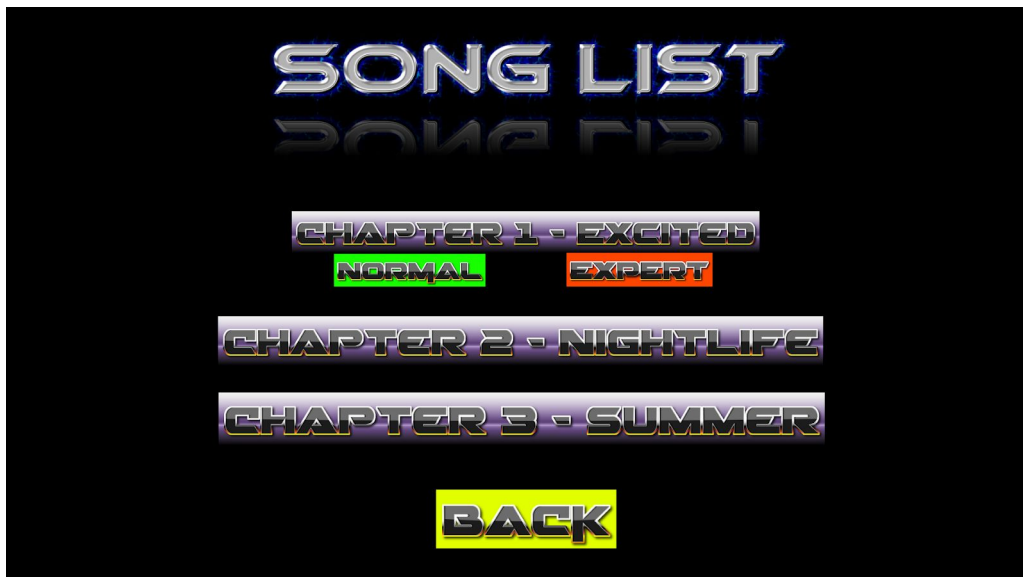 SONG LIST
CHAPTER 1 - EXCITED
NORMAL EXPERT
CHAPTER 2 - NIGHTLIFE
CHAPTER 3 - SUMMER
BACK